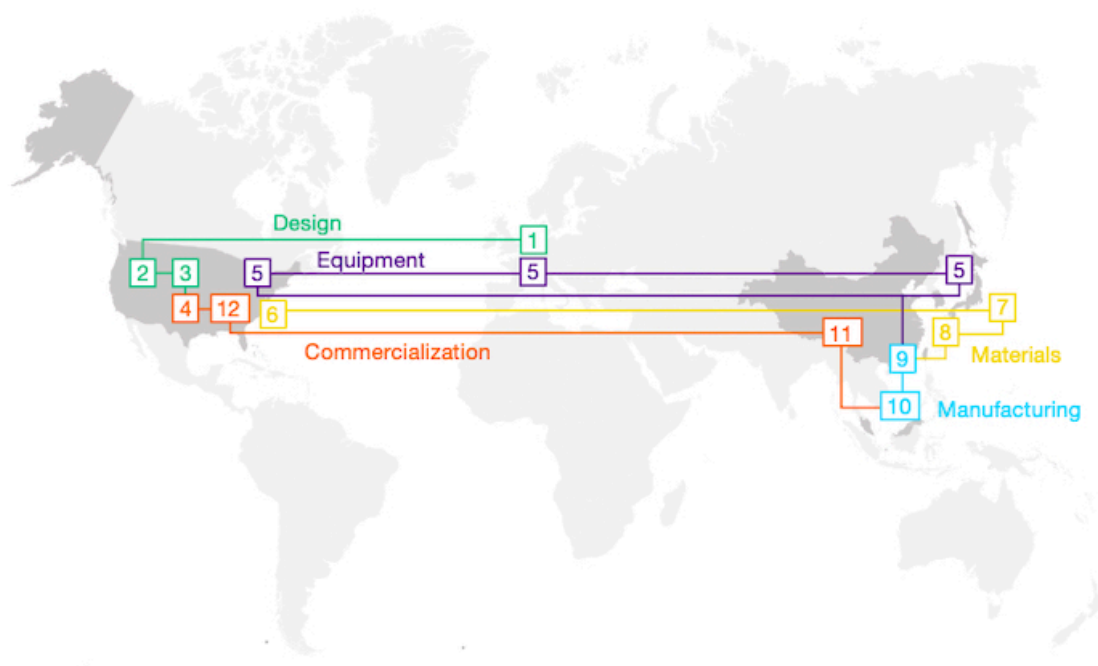 Design
1
2
3
5
Equipment
5
5
4
12
6
7
11
8
Commercialization
9
Materials
10
Manufacturing